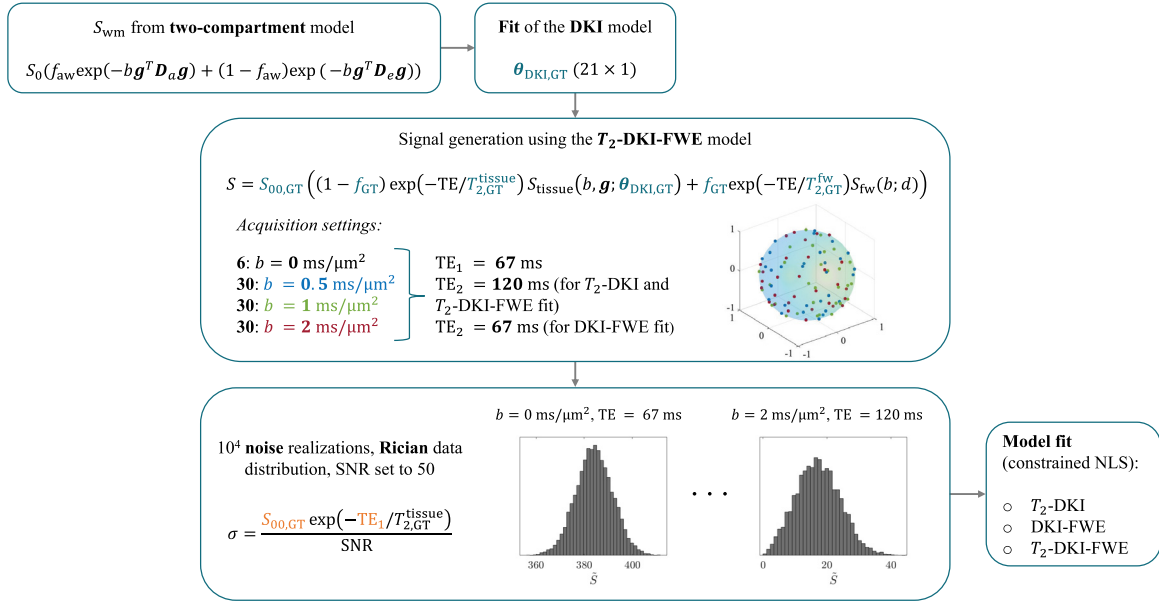 S_wm from two-compartment model
S_0(f_aw exp(−b𝒈^T 𝑫_a 𝒈) + (1 − f_aw)exp (−b𝒈^T 𝑫_e 𝒈))
Fit of the DKI model
𝜽_DKI,GT (21 × 1)
Signal generation using the T_2-DKI-FWE model
S = S_00,GT ((1 − f_GT) exp(−TE/T_2,GT^tissue) S_tissue(b, 𝒈; 𝜽_DKI,GT) + f_GT exp(−TE/T_2,GT^fw) S_fw(b; d))
Acquisition settings:
6: b = 0 ms/μm²
30: b = 0.5 ms/μm²
30: b = 1 ms/μm²
30: b = 2 ms/μm²
TE_1 = 67 ms
TE_2 = 120 ms (for T_2-DKI and
T_2-DKI-FWE fit)
TE_2 = 67 ms (for DKI-FWE fit)
1
0
-1
1
0
-1
-1
0
1
10⁴ noise realizations, Rician data
distribution, SNR set to 50
σ = S_00,GT exp(−TE_1/T_2,GT^tissue) / SNR
b = 0 ms/μm², TE = 67 ms
360 380 400
S̃
. . .
b = 2 ms/μm², TE = 120 ms
0 20 40
S̃
Model fit
(constrained NLS):
○ T_2-DKI
○ DKI-FWE
○ T_2-DKI-FWE